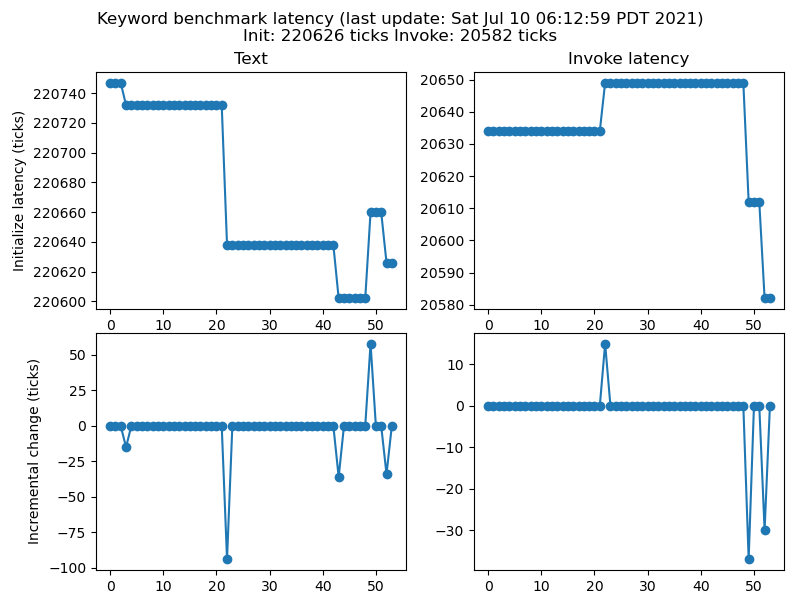 Keyword benchmark latency (last update: Sat Jul 10 06:12:59 PDT 2021)
Init: 220626 ticks Invoke: 20582 ticks
Text
Initialize latency (ticks)
220740
220720
220700
220680
220660
220640
220620
220600
0 10 20 30 40 50
Invoke latency
20650
20640
20630
20620
20610
20600
20590
20580
0 10 20 30 40 50
Incremental change (ticks)
50
25
0
−25
−50
−75
−100
0 10 20 30 40 50
10
0
−10
−20
−30
0 10 20 30 40 50